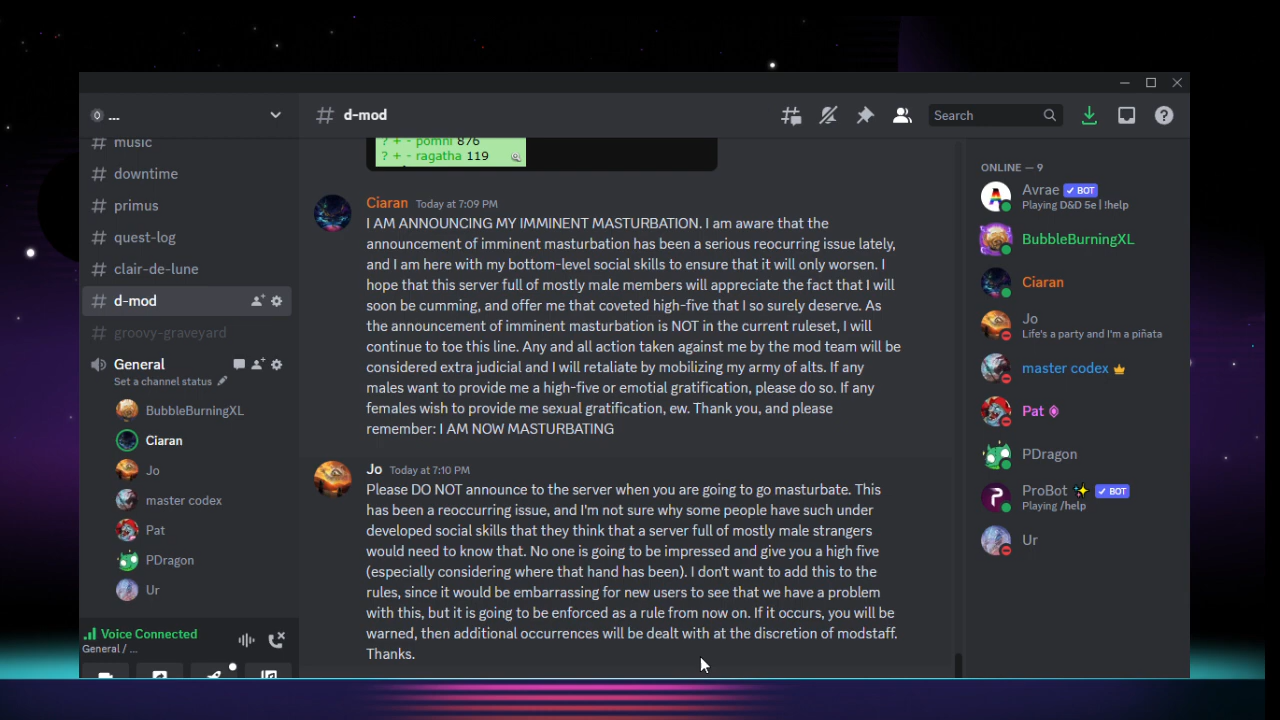 ...
# d-mod
Search
# music
# downtime
# primus
# quest-log
# clair-de-lune
# d-mod
# groovy-graveyard
General
Set a channel status
BubbleBurningXL
Ciaran
Jo
master codex
Pat
PDragon
Ur
Voice Connected
General / ...
? + - pomni 876
? + - ragatha 119
Ciaran Today at 7:09 PM
I AM ANNOUNCING MY IMMINENT MASTURBATION. I am aware that the
announcement of imminent masturbation has been a serious reocurring issue lately,
and I am here with my bottom-level social skills to ensure that it will only worsen. I
hope that this server full of mostly male members will appreciate the fact that I will
soon be cumming, and offer me that coveted high-five that I so surely deserve. As
the announcement of imminent masturbation is NOT in the current ruleset, I will
continue to toe this line. Any and all action taken against me by the mod team will be
considered extra judicial and I will retaliate by mobilizing my army of alts. If any
males want to provide me a high-five or emotial gratification, please do so. If any
females wish to provide me sexual gratification, ew. Thank you, and please
remember: I AM NOW MASTURBATING
Jo Today at 7:10 PM
Please DO NOT announce to the server when you are going to go masturbate. This
has been a reoccurring issue, and I'm not sure why some people have such under
developed social skills that they think that a server full of mostly male strangers
would need to know that. No one is going to be impressed and give you a high five
(especially considering where that hand has been). I don't want to add this to the
rules, since it would be embarrassing for new users to see that we have a problem
with this, but it is going to be enforced as a rule from now on. If it occurs, you will be
warned, then additional occurrences will be dealt with at the discretion of modstaff.
Thanks.
ONLINE — 9
Avrae ✓ BOT
Playing D&D 5e | !help
BubbleBurningXL
Ciaran
Jo
Life's a party and I'm a piñata
master codex
Pat
PDragon
ProBot ✨ ✓ BOT
Playing /help
Ur